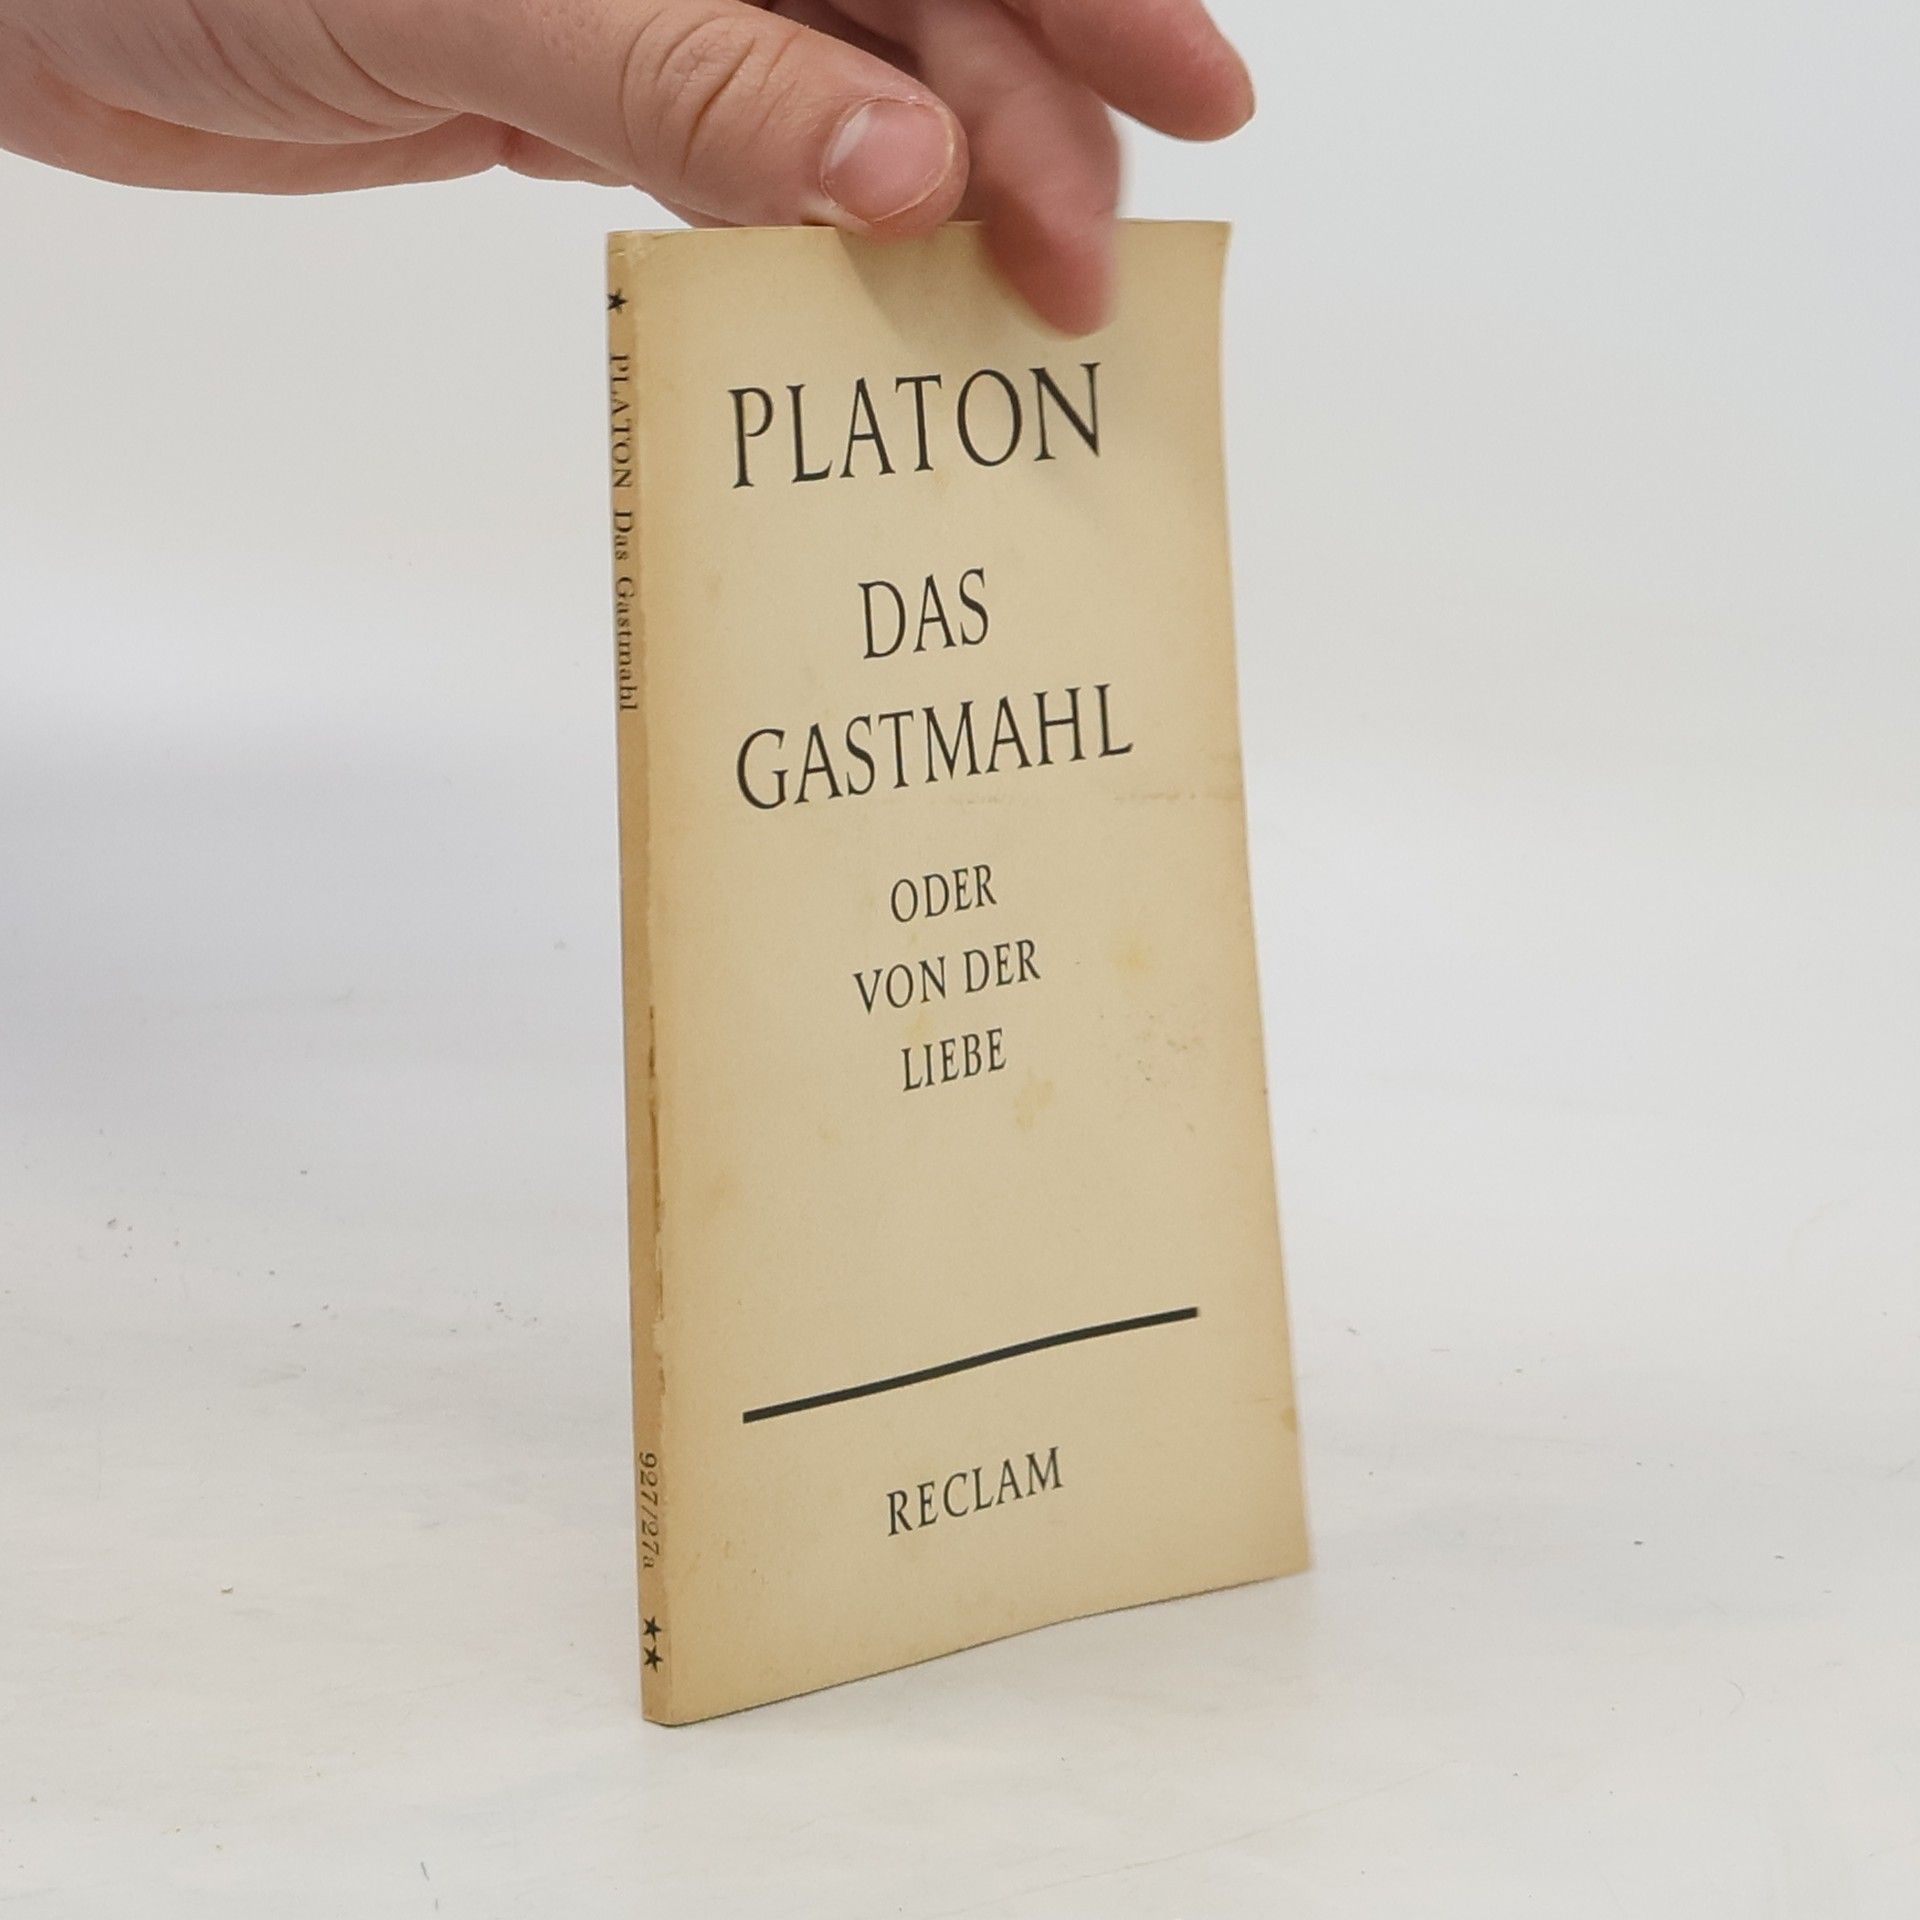 PLATON
DAS
GASTMAHL
ODER
VON DER
LIEBE
RECLAM
★ PLATON Das Gastmahl
927/27a ★★